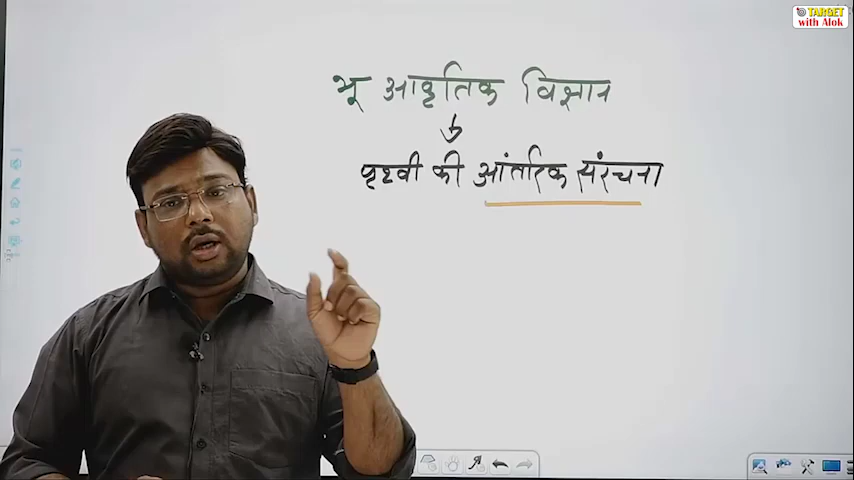 TARGET
with Alok
भू आकृतिक विज्ञान
पृथ्वी की आंतरिक संरचना